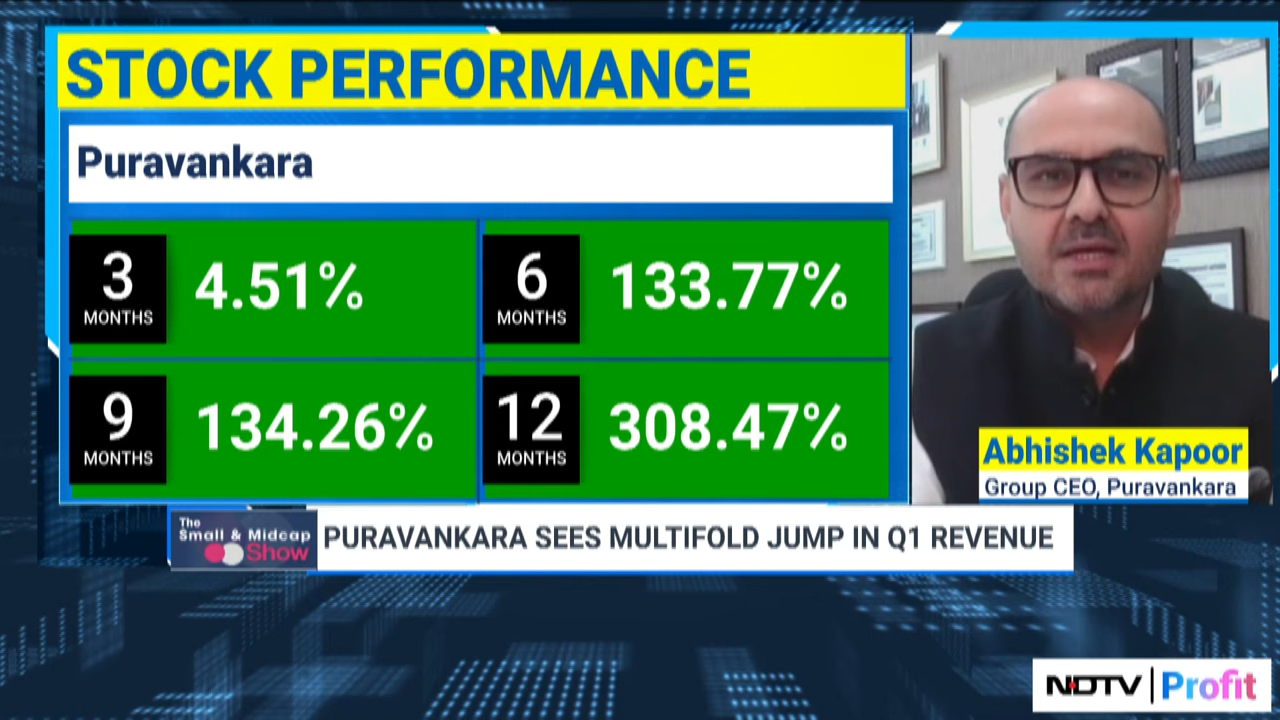 STOCK PERFORMANCE
Puravankara
3 MONTHS 4.51%
6 MONTHS 133.77%
9 MONTHS 134.26%
12 MONTHS 308.47%
Abhishek Kapoor
Group CEO, Puravankara
The
Small & Midcap
Show
PURAVANKARA SEES MULTIFOLD JUMP IN Q1 REVENUE
NDTV Profit